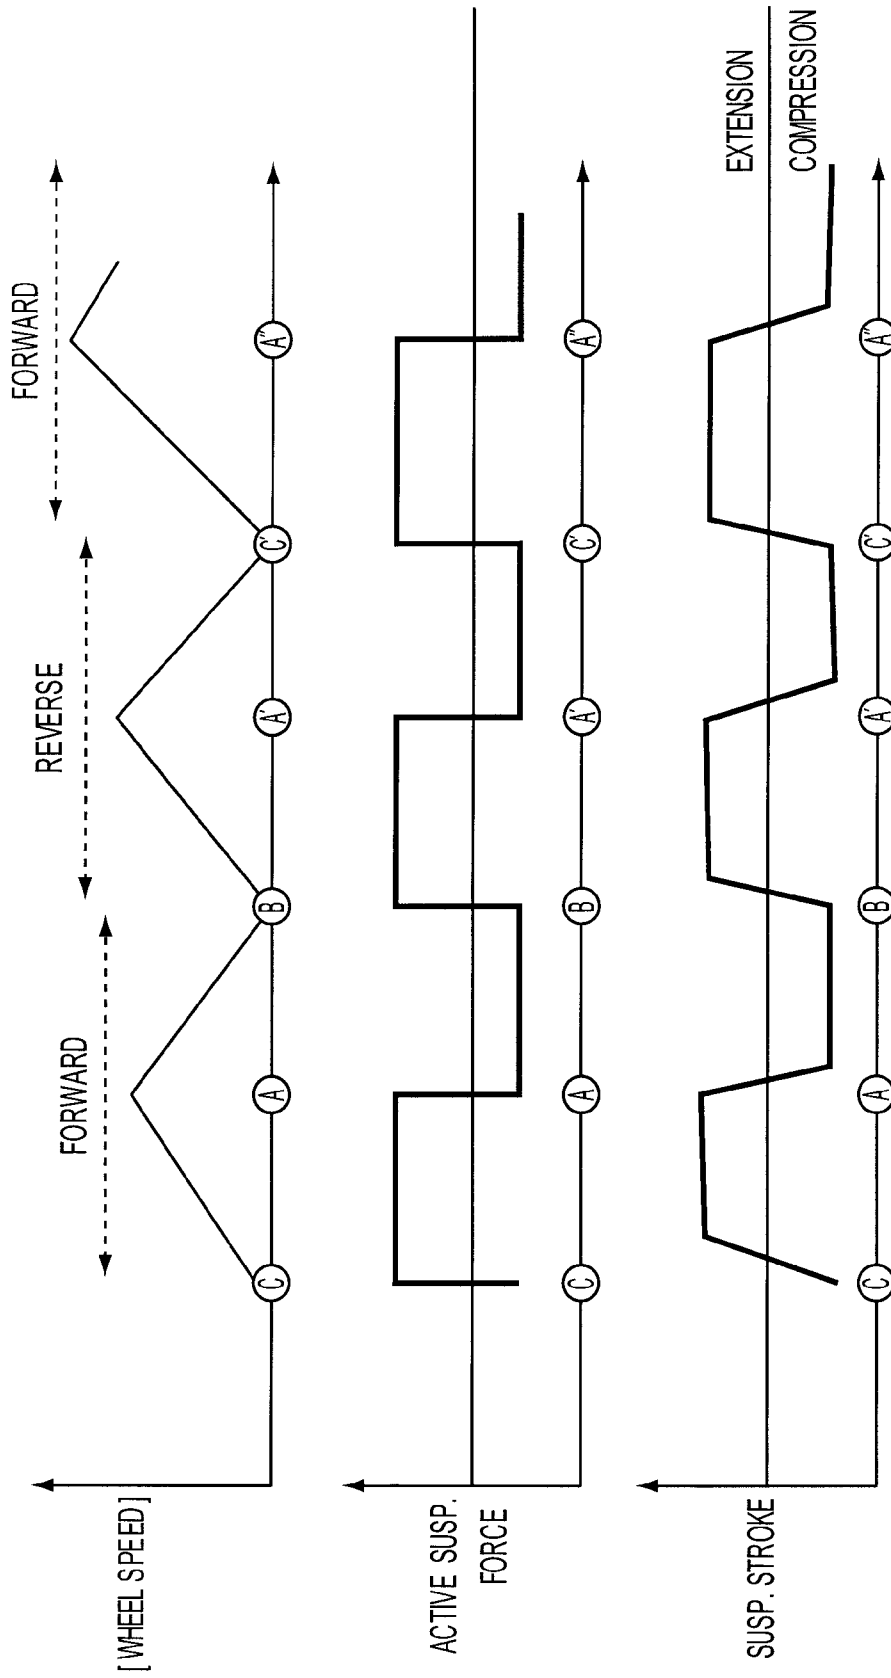 FORWARD
REVERSE
FORWARD
[WHEEL SPEED]
C A B A' C' A"
ACTIVE SUSP.
FORCE
C A B A' C' A"
EXTENSION
COMPRESSION
SUSP. STROKE
C A B A' C' A"